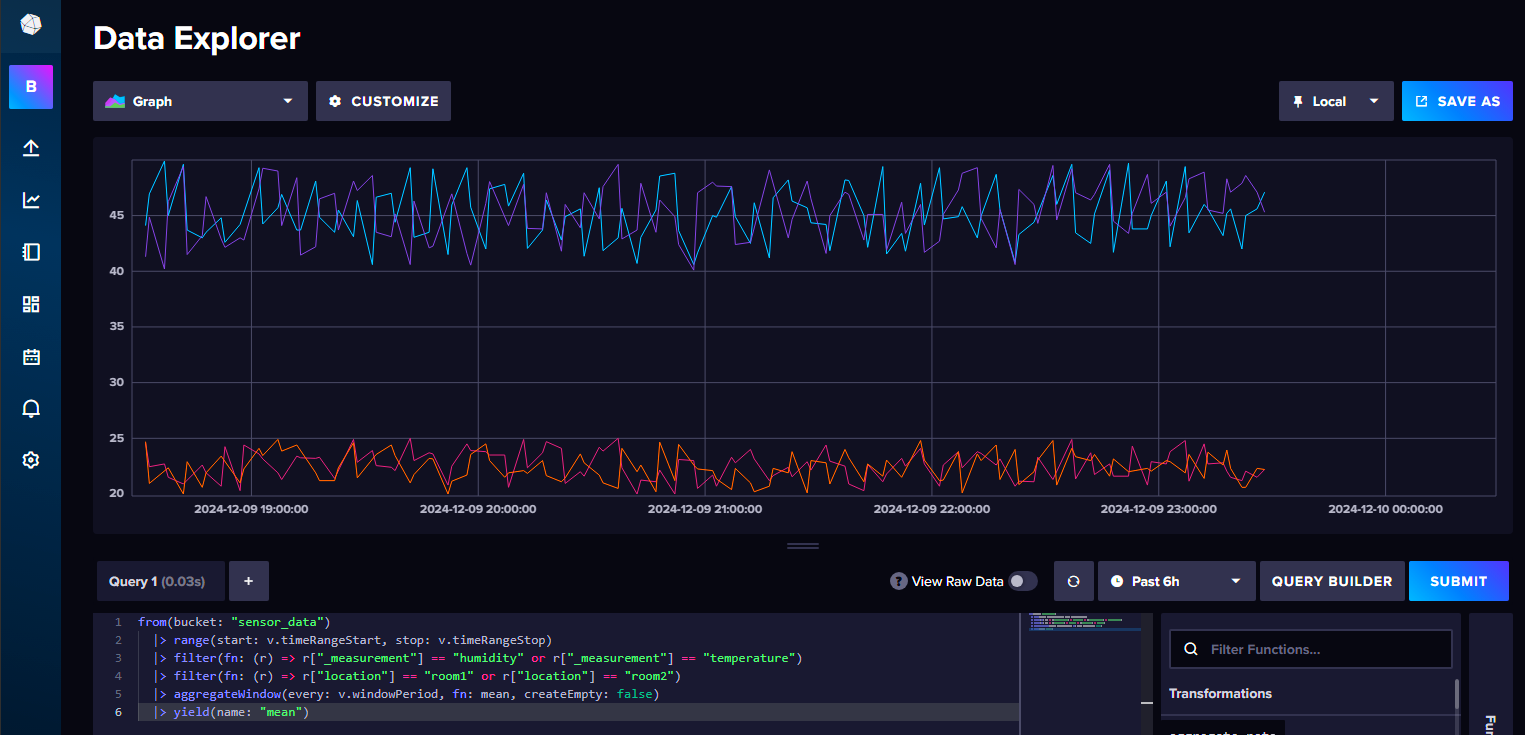 Data Explorer
B
Graph
CUSTOMIZE
Local
SAVE AS
45
40
35
30
25
20
2024-12-09 19:00:00
2024-12-09 20:00:00
2024-12-09 21:00:00
2024-12-09 22:00:00
2024-12-09 23:00:00
2024-12-10 00:00:00
Query 1 (0.03s)
+
? View Raw Data
Past 6h
QUERY BUILDER
SUBMIT
1 from(bucket: "sensor_data")
2 |> range(start: v.timeRangeStart, stop: v.timeRangeStop)
3 |> filter(fn: (r) => r["_measurement"] == "humidity" or r["_measurement"] == "temperature")
4 |> filter(fn: (r) => r["location"] == "room1" or r["location"] == "room2")
5 |> aggregateWindow(every: v.windowPeriod, fn: mean, createEmpty: false)
6 |> yield(name: "mean")
Filter Functions...
Transformations